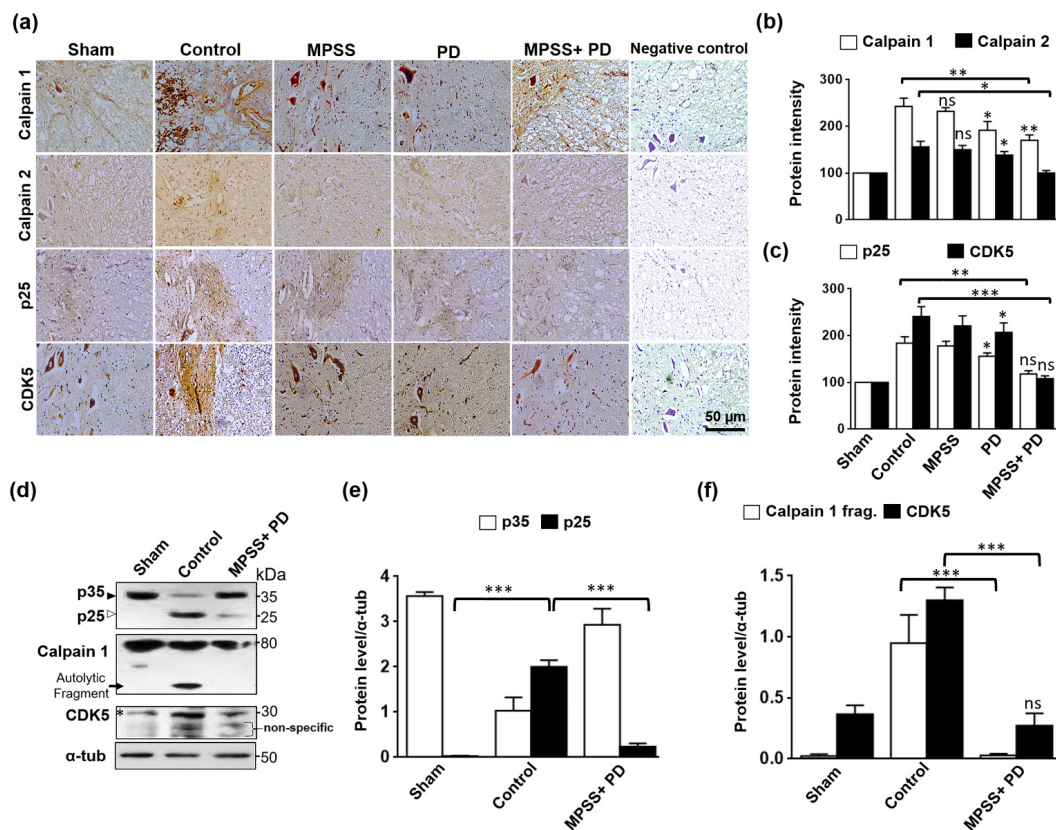 (a)
Sham Control MPSS PD MPSS+ PD Negative control
Calpain 1
Calpain 2
p25
CDK5
50 µm
(b)
Calpain 1 Calpain 2
Protein intensity
300
200
100
0
**
*
ns
ns
*
*
**
(c)
p25 CDK5
Protein intensity
300
200
100
0
**
***
*
*
ns
ns
Sham Control MPSS PD MPSS+ PD
(d)
Sham Control MPSS+ PD
kDa
p35 35
p25 25
Calpain 1 80
Autolytic
Fragment
CDK5 * 30
non-specific
α-tub 50
(e)
p35 p25
Protein level/α-tub
4
3
2
1
0
***
***
Sham Control MPSS+ PD
(f)
Calpain 1 frag. CDK5
Protein level/α-tub
1.5
1.0
0.5
0.0
***
***
ns
Sham Control MPSS+ PD